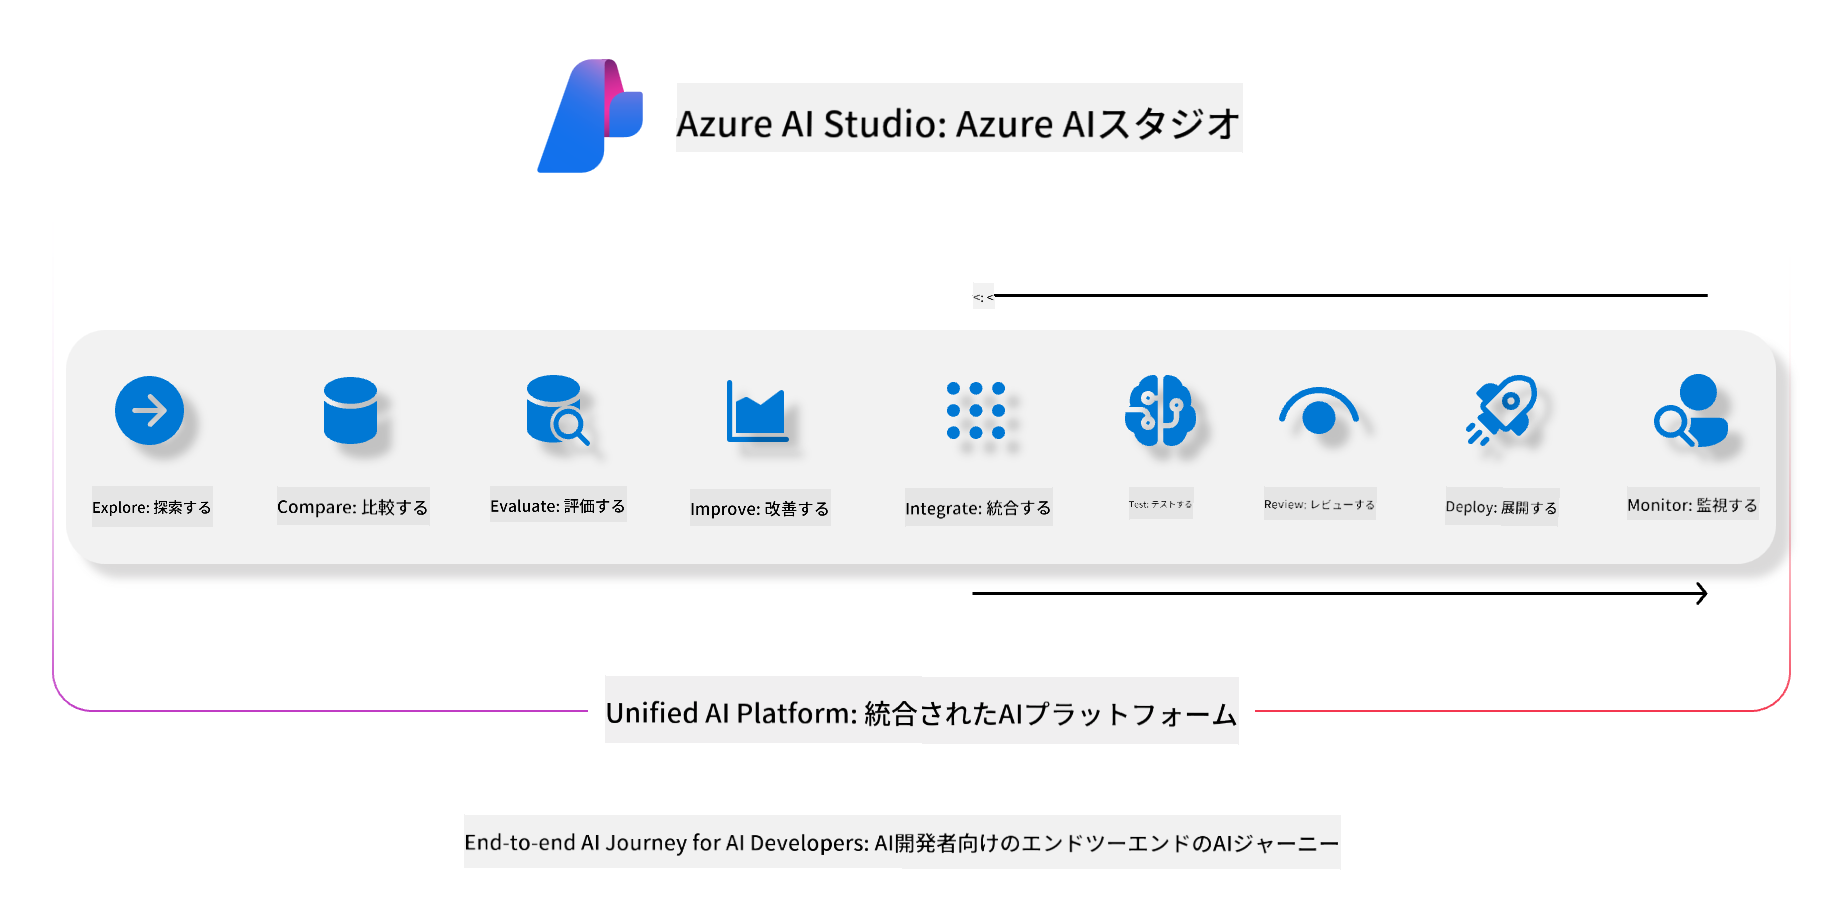 Azure AI Studio: Azure AIスタジオ
<: <
Explore: 探索する
Compare: 比較する
Evaluate: 評価する
Improve: 改善する
Integrate: 統合する
Test: テストする
Review: レビューする
Deploy: 展開する
Monitor: 監視する
Unified AI Platform: 統合されたAIプラットフォーム
End-to-end AI Journey for AI Developers: AI開発者向けのエンドツーエンドのAIジャーニー